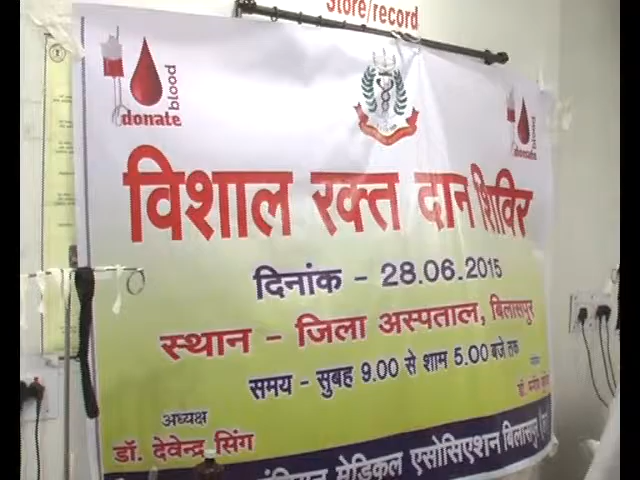 Store/record
donate blood
donate blood
विशाल रक्त दान शिविर
दिनांक - 28.06.2015
स्थान - जिला अस्पताल, बिलासपुर
समय - सुबह 9.00 से शाम 5.00 बजे तक
अध्यक्ष
डॉ. देवेन्द्र सिंग
मेडिकल एसोसिएशन बिलासपुर